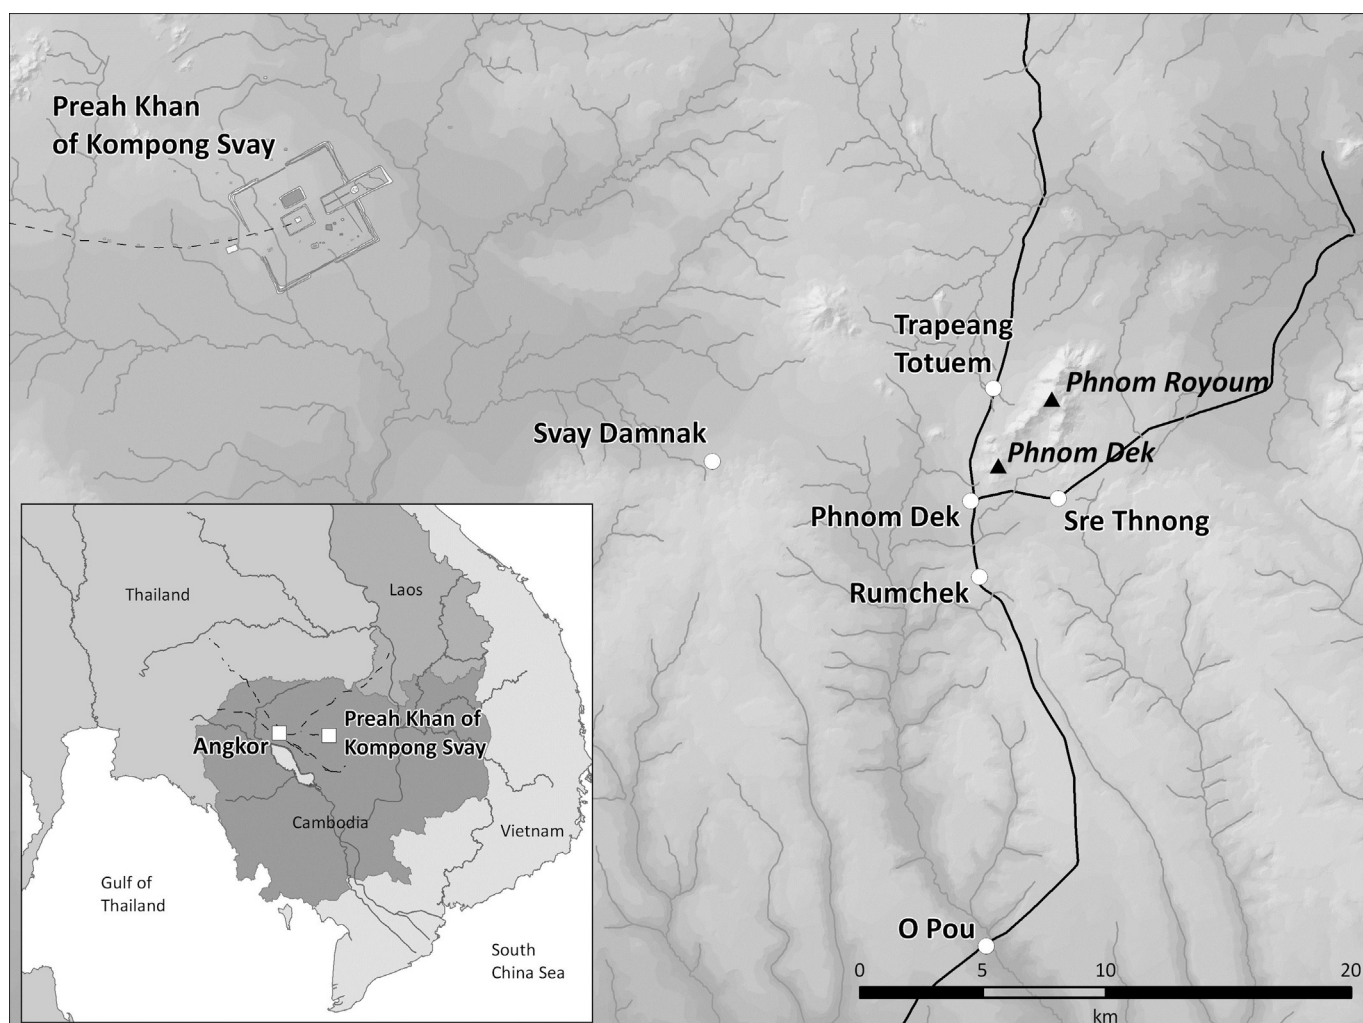 Preah Khan
of Kompong Svay
Trapeang
Totuem
Phnom Royoum
Svay Damnak
Phnom Dek
Phnom Dek
Sre Thnong
Rumchek
O Pou
0 5 10 20
km
Thailand
Laos
Preah Khan of
Kompong Svay
Angkor
Cambodia
Vietnam
Gulf of
Thailand
South
China Sea